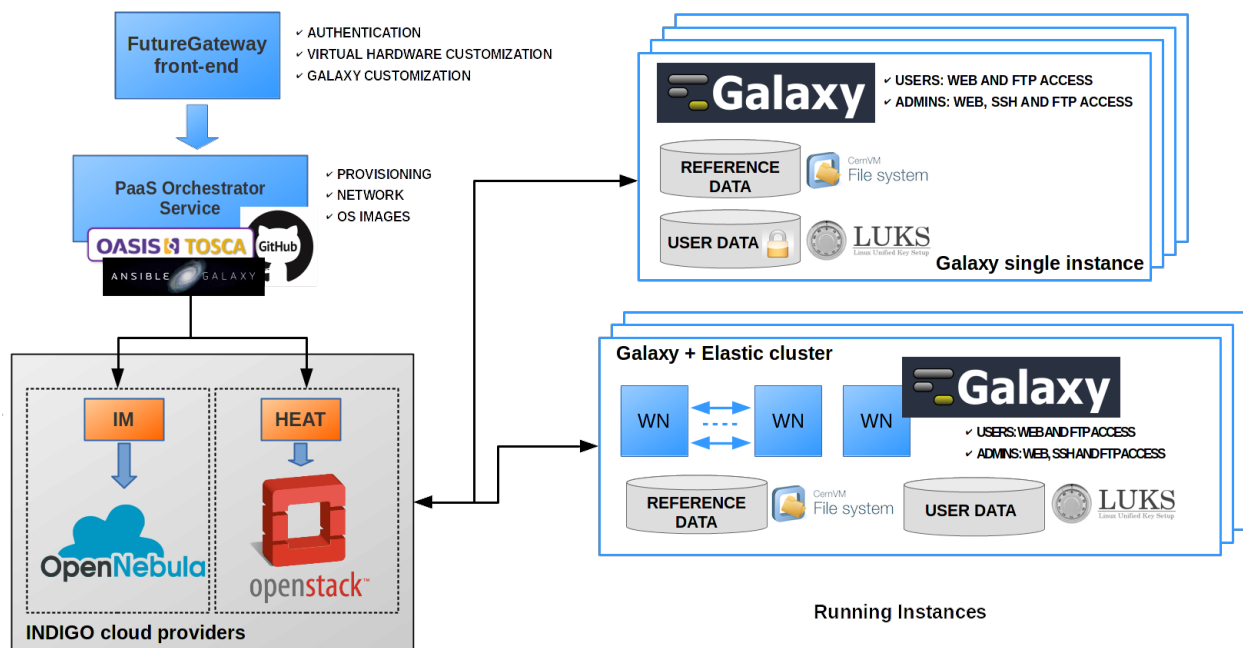 FutureGateway
front-end
✓ AUTHENTICATION
✓ VIRTUAL HARDWARE CUSTOMIZATION
✓ GALAXY CUSTOMIZATION
PaaS Orchestrator
Service
✓ PROVISIONING
✓ NETWORK
✓ OS IMAGES
OASIS TOSCA
GitHub
ANSIBLE GALAXY
IM
HEAT
OpenNebula
openstack™
INDIGO cloud providers
Galaxy
✓ USERS: WEB AND FTP ACCESS
✓ ADMINS: WEB, SSH AND FTP ACCESS
REFERENCE
DATA
CernVM
File system
USER DATA
LUKS
Linux Unified Key Setup
Galaxy single instance
Galaxy + Elastic cluster
WN
WN
WN
Galaxy
✓ USERS: WEB AND FTP ACCESS
✓ ADMINS: WEB, SSH AND FTP ACCESS
REFERENCE
DATA
CernVM
File system
USER DATA
LUKS
Linux Unified Key Setup
Running Instances